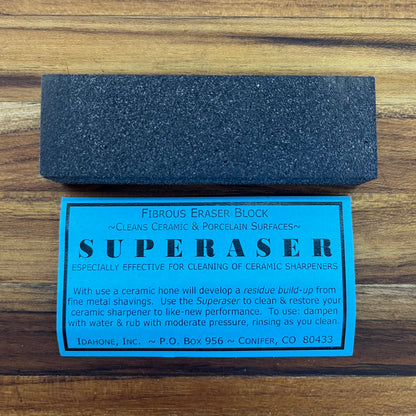 FIBROUS ERASER BLOCK
~CLEANS CERAMIC & PORCELAIN SURFACES~
SUPERASER
ESPECIALLY EFFECTIVE FOR CLEANING OF CERAMIC SHARPENERS
With use a ceramic hone will develop a residue build-up from
fine metal shavings. Use the Superaser to clean & restore your
ceramic sharpener to like-new performance. To use: dampen
with water & rub with moderate pressure, rinsing as you clean.
IDAHONE, INC. ~ P.O. BOX 956 ~ CONIFER, CO 80433